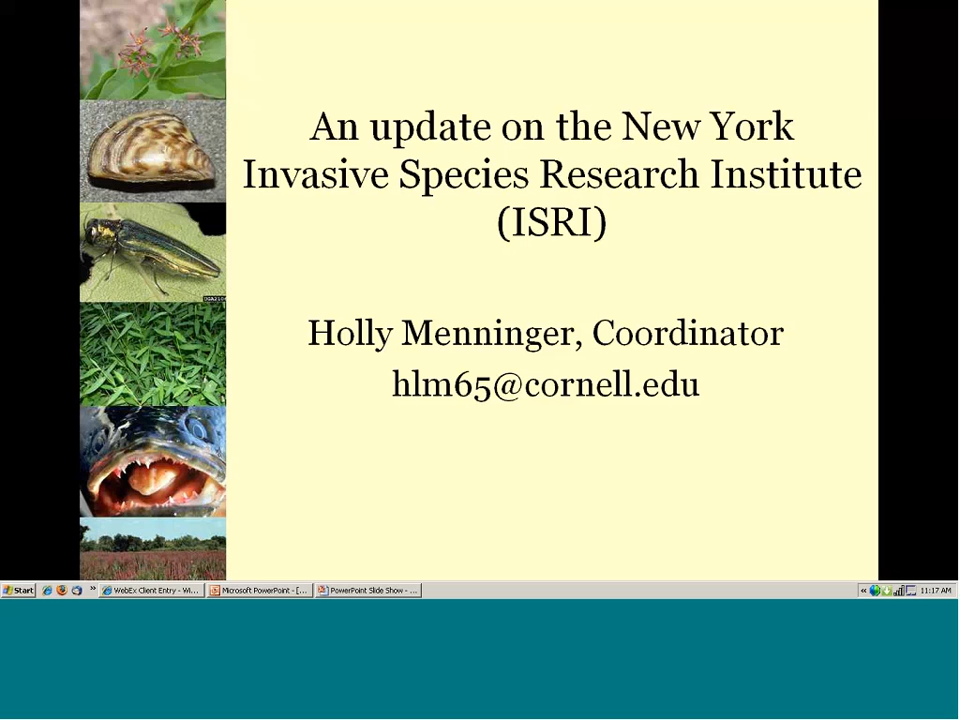 An update on the New York
Invasive Species Research Institute
(ISRI)
Holly Menninger, Coordinator
hlm65@cornell.edu
Start
»
WebEx Client Entry - Wi...
Microsoft PowerPoint - [...
PowerPoint Slide Show - ...
«
11:17 AM